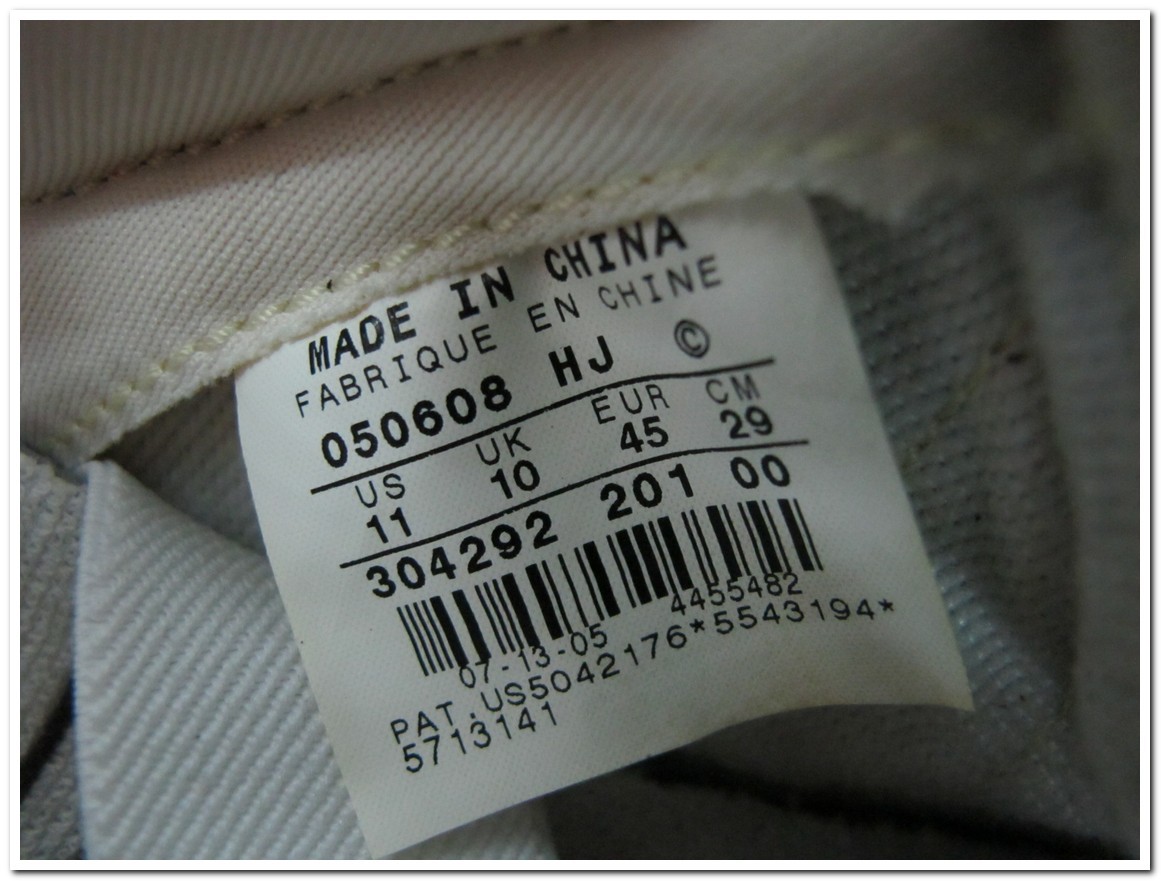 MADE IN CHINA
FABRIQUE EN CHINE
050608 HJ ©
US UK EUR CM
11 10 45 29
304292 201 00
07-13-05 4455482
PAT.US5042176*5543194*
5713141